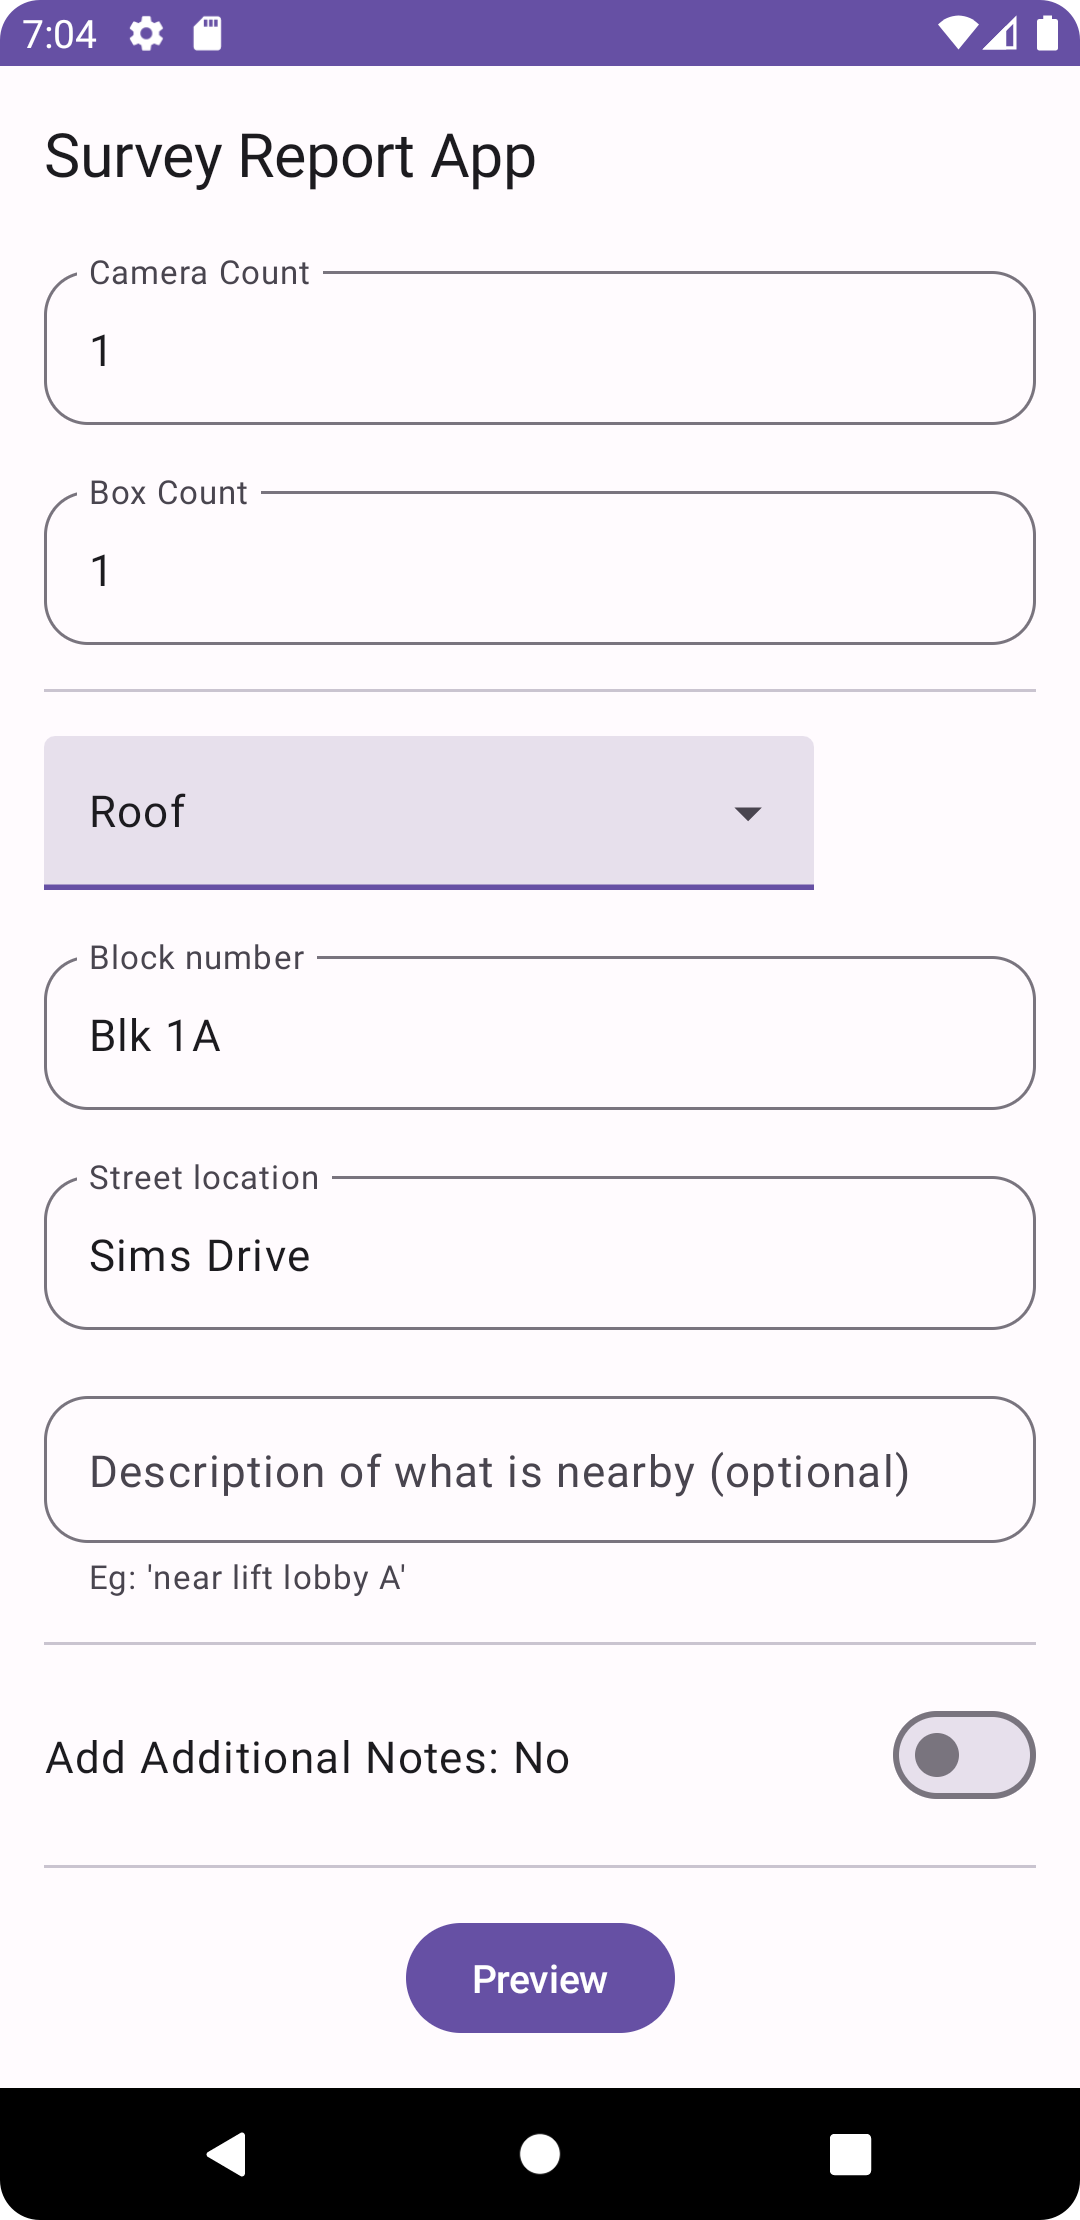 7:04
Survey Report App
Camera Count
1
Box Count
1
Roof
Block number
Blk 1A
Street location
Sims Drive
Description of what is nearby (optional)
Eg: 'near lift lobby A'
Add Additional Notes: No
Preview